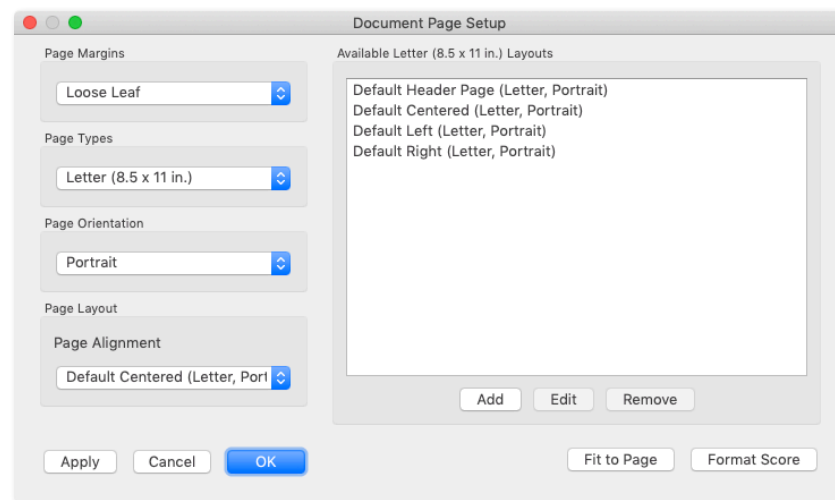 Document Page Setup
Page Margins
Loose Leaf
Page Types
Letter (8.5 x 11 in.)
Page Orientation
Portrait
Page Layout
Page Alignment
Default Centered (Letter, Port
Available Letter (8.5 x 11 in.) Layouts
Default Header Page (Letter, Portrait)
Default Centered (Letter, Portrait)
Default Left (Letter, Portrait)
Default Right (Letter, Portrait)
Add Edit Remove
Apply Cancel OK
Fit to Page Format Score